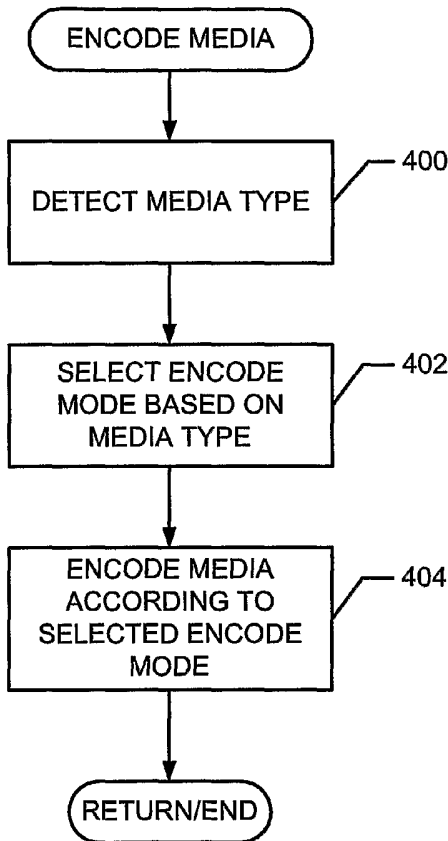 ENCODE MEDIA
400
DETECT MEDIA TYPE
402
SELECT ENCODE
MODE BASED ON
MEDIA TYPE
404
ENCODE MEDIA
ACCORDING TO
SELECTED ENCODE
MODE
RETURN/END